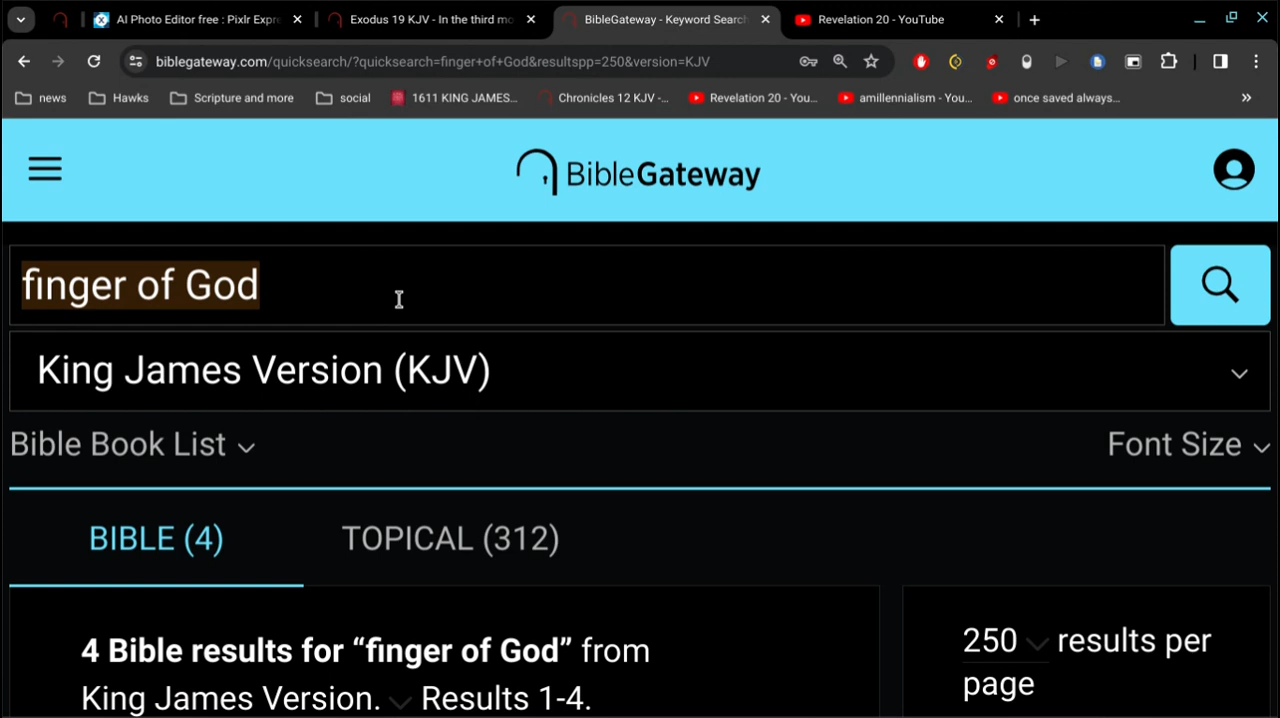 AI Photo Editor free : Pixlr Expre
Exodus 19 KJV - In the third mo
BibleGateway - Keyword Search
Revelation 20 - YouTube
biblegateway.com/quicksearch/?quicksearch=finger+of+God&resultspp=250&version=KJV
news
Hawks
Scripture and more
social
1611 KING JAMES...
Chronicles 12 KJV -...
Revelation 20 - You...
amillennialism - You...
once saved always...
BibleGateway
finger of God
King James Version (KJV)
Bible Book List
Font Size
BIBLE (4)
TOPICAL (312)
4 Bible results for “finger of God” from
King James Version. Results 1-4.
250 results per
page